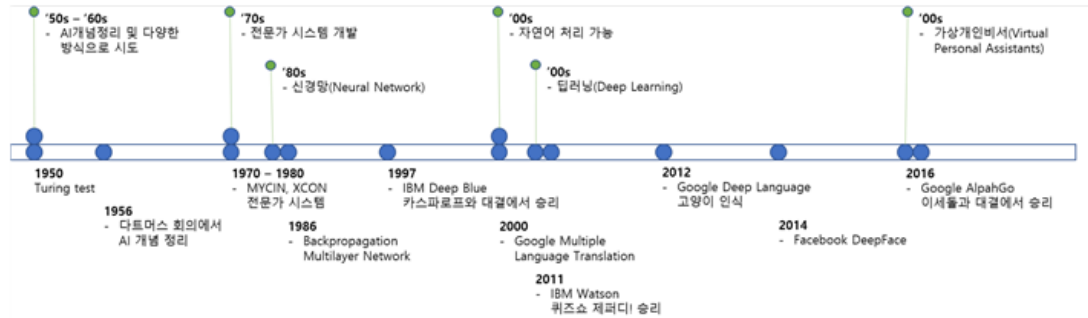 '50s – '60s
- AI개념정리 및 다양한
방식으로 시도
'70s
- 전문가 시스템 개발
'80s
- 신경망(Neural Network)
'00s
- 자연어 처리 가능
'00s
- 딥러닝(Deep Learning)
'00s
- 가상개인비서(Virtual
Personal Assistants)
1950
Turing test
1956
- 다트머스 회의에서
AI 개념 정리
1970 – 1980
- MYCIN, XCON
전문가 시스템
1986
- Backpropagation
Multilayer Network
1997
- IBM Deep Blue
카스파로프와 대결에서 승리
2000
- Google Multiple
Language Translation
2011
- IBM Watson
퀴즈쇼 제퍼디! 승리
2012
- Google Deep Language
고양이 인식
2014
- Facebook DeepFace
2016
- Google AlpahGo
이세돌과 대결에서 승리